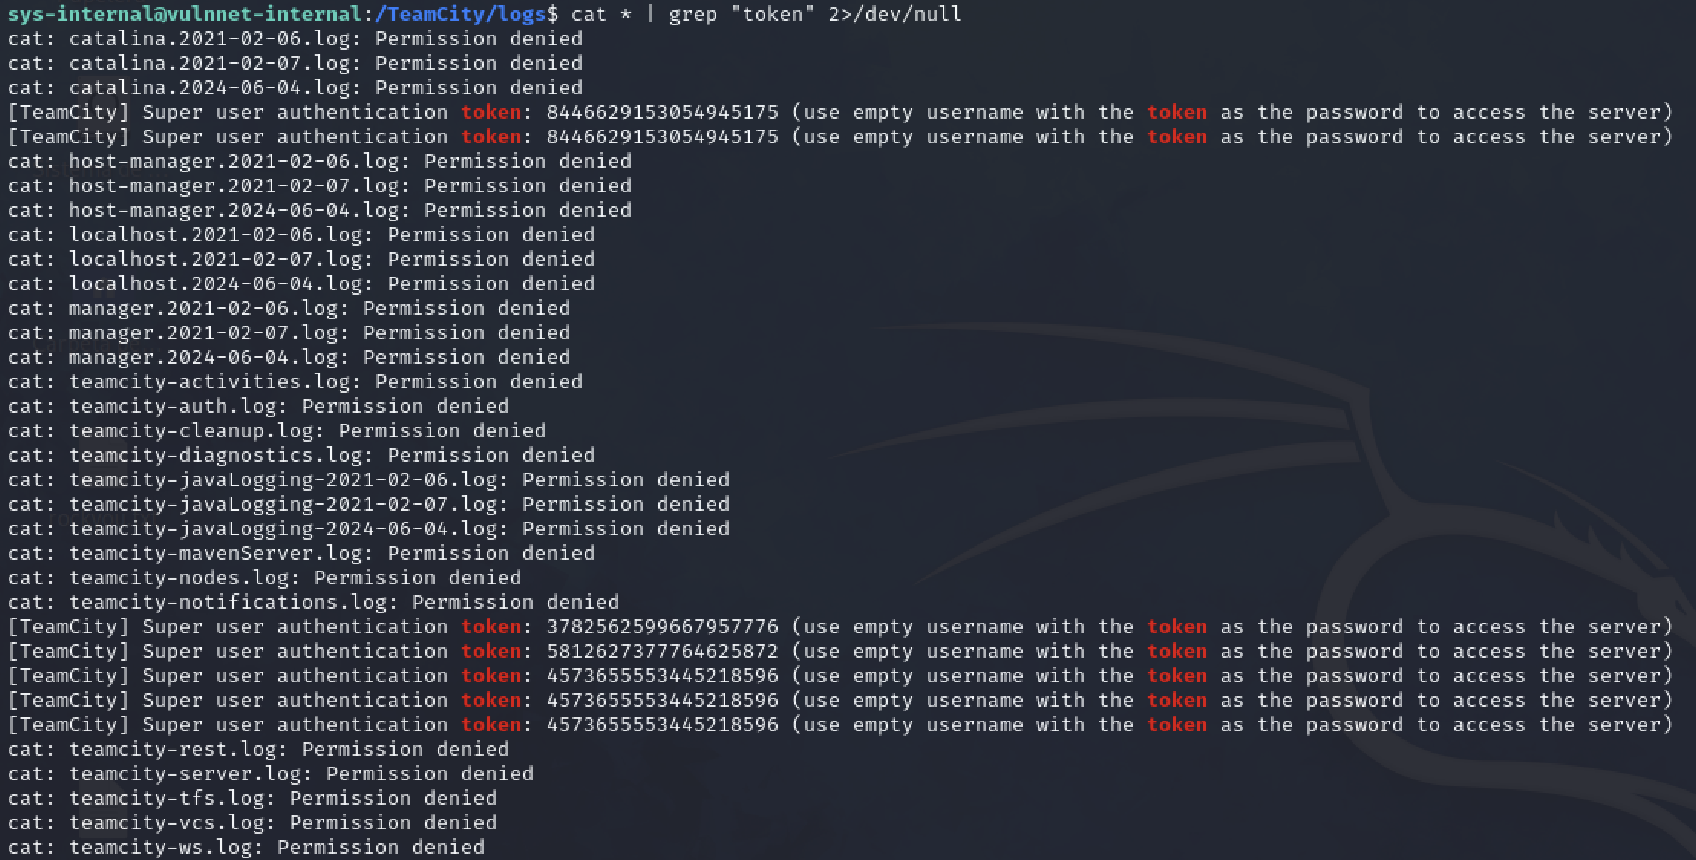 sys-internal@vulnnet-internal:/TeamCity/logs$ cat * | grep "token" 2>/dev/null
cat: catalina.2021-02-06.log: Permission denied
cat: catalina.2021-02-07.log: Permission denied
cat: catalina.2024-06-04.log: Permission denied
[TeamCity] Super user authentication token: 8446629153054945175 (use empty username with the token as the password to access the server)
[TeamCity] Super user authentication token: 8446629153054945175 (use empty username with the token as the password to access the server)
cat: host-manager.2021-02-06.log: Permission denied
cat: host-manager.2021-02-07.log: Permission denied
cat: host-manager.2024-06-04.log: Permission denied
cat: localhost.2021-02-06.log: Permission denied
cat: localhost.2021-02-07.log: Permission denied
cat: localhost.2024-06-04.log: Permission denied
cat: manager.2021-02-06.log: Permission denied
cat: manager.2021-02-07.log: Permission denied
cat: manager.2024-06-04.log: Permission denied
cat: teamcity-activities.log: Permission denied
cat: teamcity-auth.log: Permission denied
cat: teamcity-cleanup.log: Permission denied
cat: teamcity-diagnostics.log: Permission denied
cat: teamcity-javaLogging-2021-02-06.log: Permission denied
cat: teamcity-javaLogging-2021-02-07.log: Permission denied
cat: teamcity-javaLogging-2024-06-04.log: Permission denied
cat: teamcity-mavenServer.log: Permission denied
cat: teamcity-nodes.log: Permission denied
cat: teamcity-notifications.log: Permission denied
[TeamCity] Super user authentication token: 3782562599667957776 (use empty username with the token as the password to access the server)
[TeamCity] Super user authentication token: 5812627377764625872 (use empty username with the token as the password to access the server)
[TeamCity] Super user authentication token: 4573655553445218596 (use empty username with the token as the password to access the server)
[TeamCity] Super user authentication token: 4573655553445218596 (use empty username with the token as the password to access the server)
[TeamCity] Super user authentication token: 4573655553445218596 (use empty username with the token as the password to access the server)
cat: teamcity-rest.log: Permission denied
cat: teamcity-server.log: Permission denied
cat: teamcity-tfs.log: Permission denied
cat: teamcity-vcs.log: Permission denied
cat: teamcity-ws.log: Permission denied